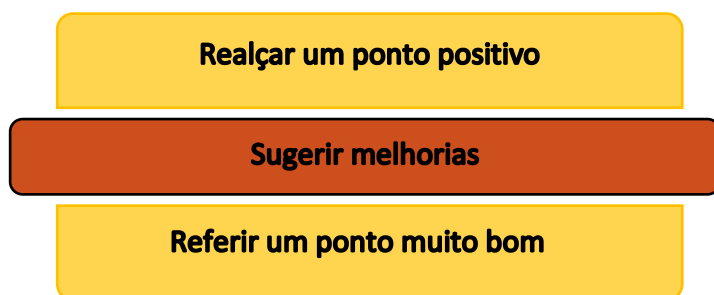 Realçar um ponto positivo
Sugerir melhorias
Referir um ponto muito bom